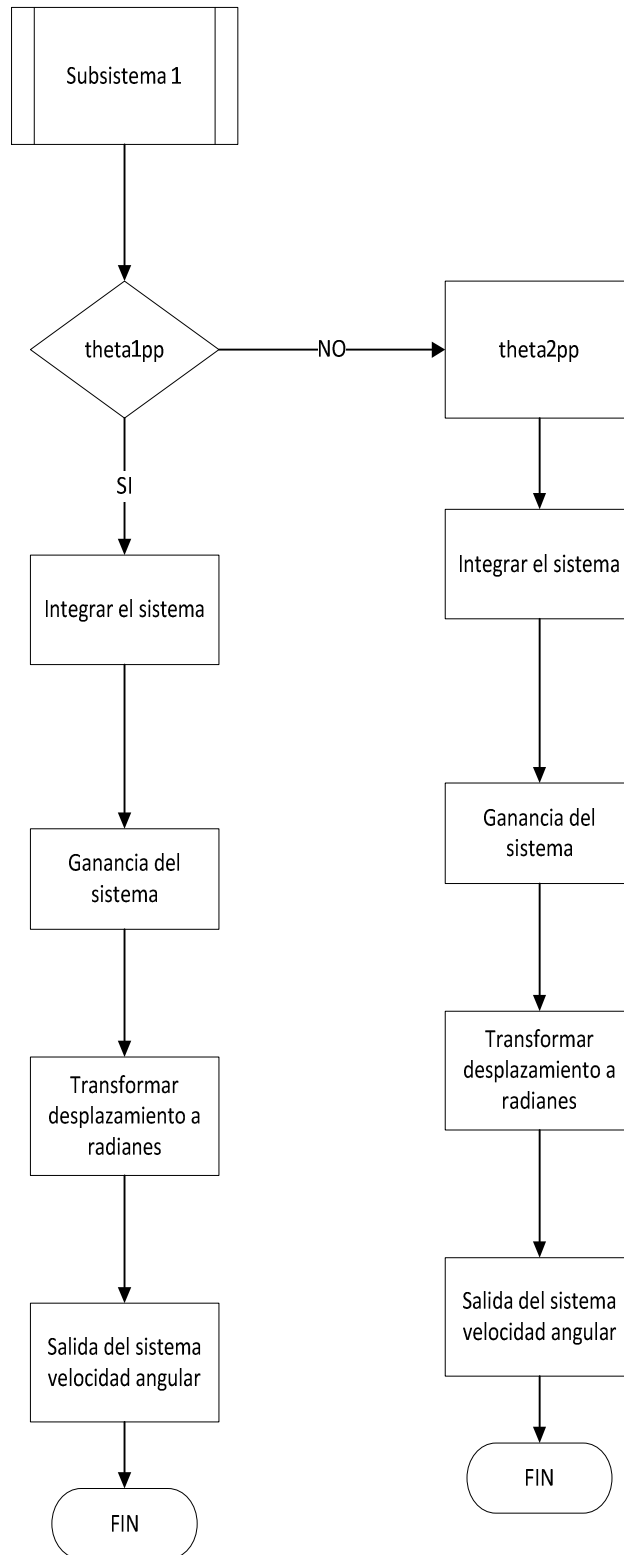 Subsistema 1
theta1pp
NO
theta2pp
SI
Integrar el sistema
Integrar el sistema
Ganancia del
sistema
Ganancia del
sistema
Transformar
desplazamiento a
radianes
Transformar
desplazamiento a
radianes
Salida del sistema
velocidad angular
Salida del sistema
velocidad angular
FIN
FIN